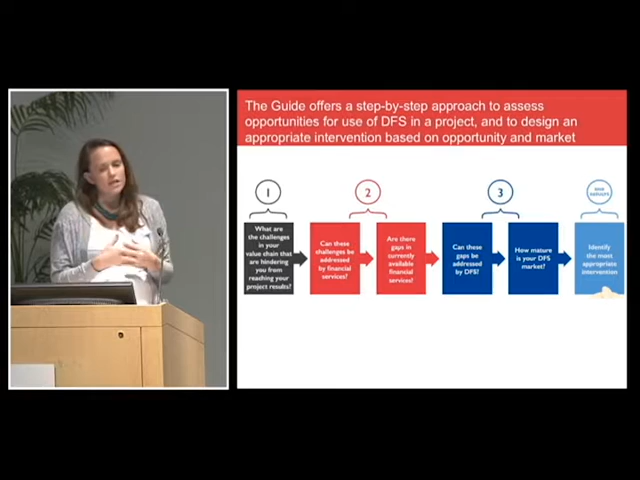 The Guide offers a step-by-step approach to assess
opportunities for use of DFS in a project, and to design an
appropriate intervention based on opportunity and market
1
2
3
What are
the challenges
in your
value chain that
are hindering
you from
reaching your
project results?
Can these
challenges be
addressed
by financial
services?
Are there
gaps in
currently
available
financial
services?
Can these
gaps be
addressed
by DFS?
How mature
is your DFS
market?
Identify
the most
appropriate
intervention